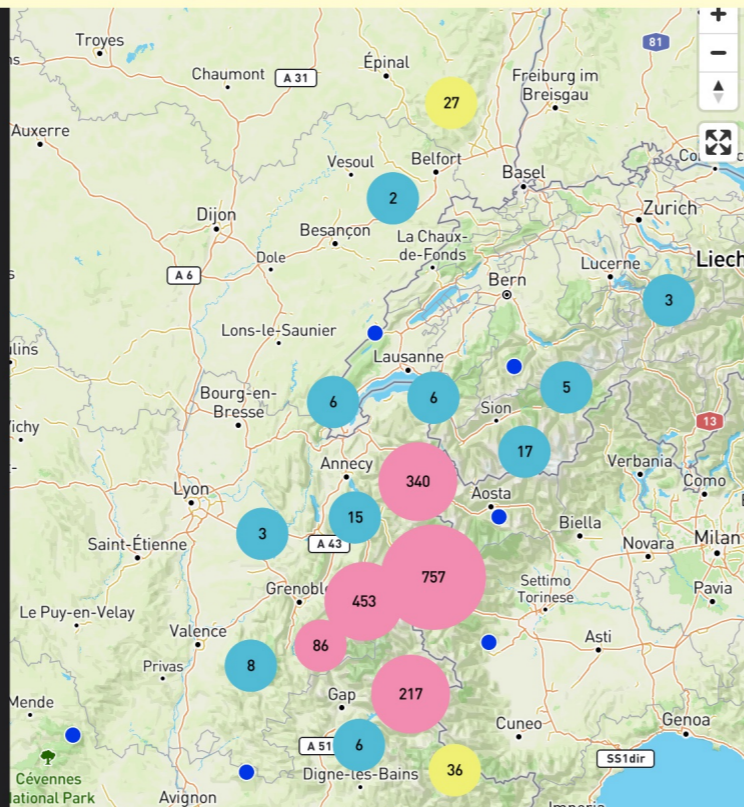 Troyes
81
Épinal
Chaumont
A 31
27
Freiburg im
Breisgau
Auxerre
Vesoul
Belfort
Basel
2
Zurich
Dijon
Besançon
La Chaux-
de-Fonds
Dole
A 6
Lucerne
Liech
Bern
3
Lons-le-Saunier
Lausanne
6
6
5
Bourg-en-
Bresse
Sion
13
17
Annecy
340
Verbania
Como
Lyon
Aosta
15
3
A 43
Biella
Saint-Étienne
Novara
Milan
757
453
Grenobl
Settimo
Torinese
Pavia
Le Puy-en-Velay
Valence
86
Asti
8
Privas
217
Mende
Gap
Cuneo
Genoa
A 51
6
SS1dir
36
Digne-les-Bains
Cévennes
National Park
Avignon
Imperia